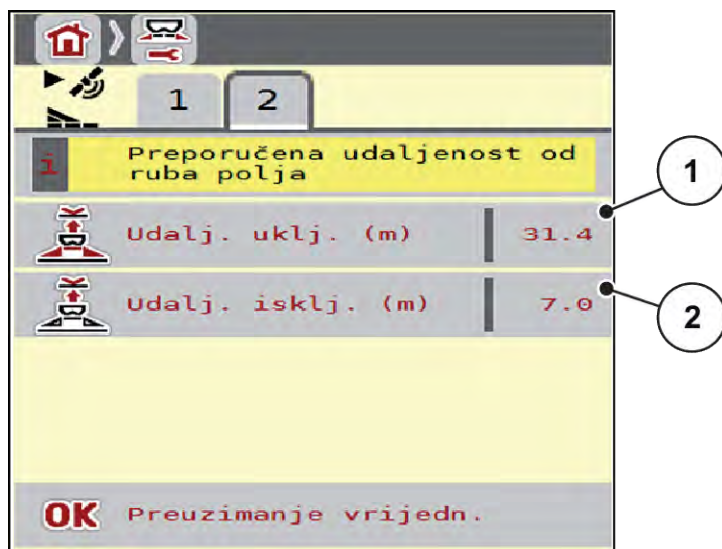 1 2
i Preporučena udaljenost od
ruba polja
1
Udalj. uklj. (m) 31.4
Udalj. isklj. (m) 7.0
2
OK Preuzimanje vrijedn.